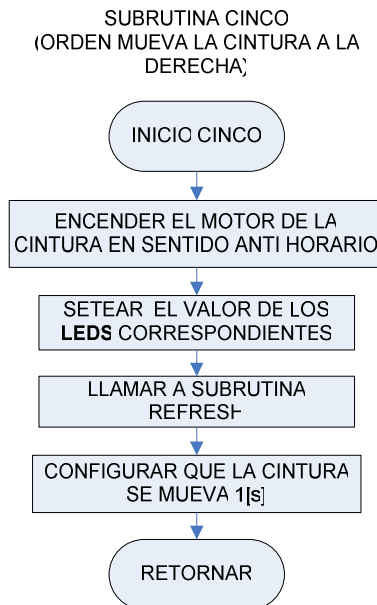 SUBRUTINA CINCO
(ORDEN MUEVA LA CINTURA A LA
DERECHA)
INICIO CINCO
ENCENDER EL MOTOR DE LA
CINTURA EN SENTIDO ANTI HORARIO
SETEAR EL VALOR DE LOS
LEDS CORRESPONDIENTES
LLAMAR A SUBRUTINA
REFRESH
CONFIGURAR QUE LA CINTURA
SE MUEVA 1[s]
RETORNAR